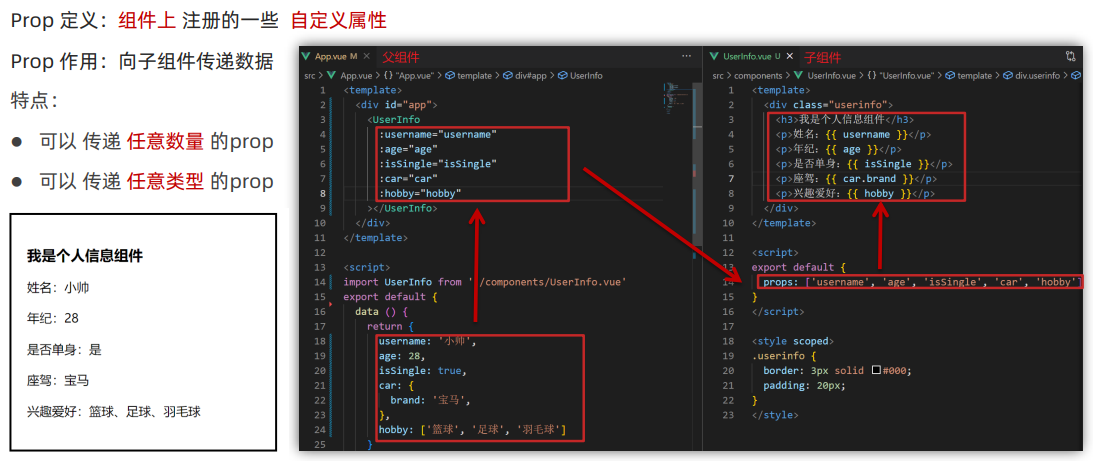 Prop 定义：组件上 注册的一些 自定义属性
Prop 作用：向子组件传递数据
特点：
● 可以 传递 任意数量 的prop
● 可以 传递 任意类型 的prop
我是个人信息组件
姓名：小帅
年纪：28
是否单身：是
座驾：宝马
兴趣爱好：篮球、足球、羽毛球
App.vue M × 父组件 ···
src > App.vue > {} "App.vue" > template > div#app > UserInfo
1 <template>
2 <div id="app">
3 <UserInfo
4 :username="username"
5 :age="age"
6 :isSingle="isSingle"
7 :car="car"
8 :hobby="hobby"
9 ></UserInfo>
10 </div>
11 </template>
12
13 <script>
14 import UserInfo from './components/UserInfo.vue'
15 export default {
16 data () {
17 return {
18 username: '小帅',
19 age: 28,
20 isSingle: true,
21 car: {
22 brand: '宝马',
23 },
24 hobby: ['篮球', '足球', '羽毛球']
25 }
UserInfo.vue U × 子组件
src > components > UserInfo.vue > {} "UserInfo.vue" > template > div.userinfo >
1 <template>
2 <div class="userinfo">
3 <h3>我是个人信息组件</h3>
4 <p>姓名：{{ username }}</p>
5 <p>年纪：{{ age }}</p>
6 <p>是否单身：{{ isSingle }}</p>
7 <p>座驾：{{ car.brand }}</p>
8 <p>兴趣爱好：{{ hobby }}</p>
9 </div>
10 </template>
11
12 <script>
13 export default {
14 props: ['username', 'age', 'isSingle', 'car', 'hobby']
15 }
16 </script>
17
18 <style scoped>
19 .userinfo {
20 border: 3px solid #000;
21 padding: 20px;
22 }
23 </style>